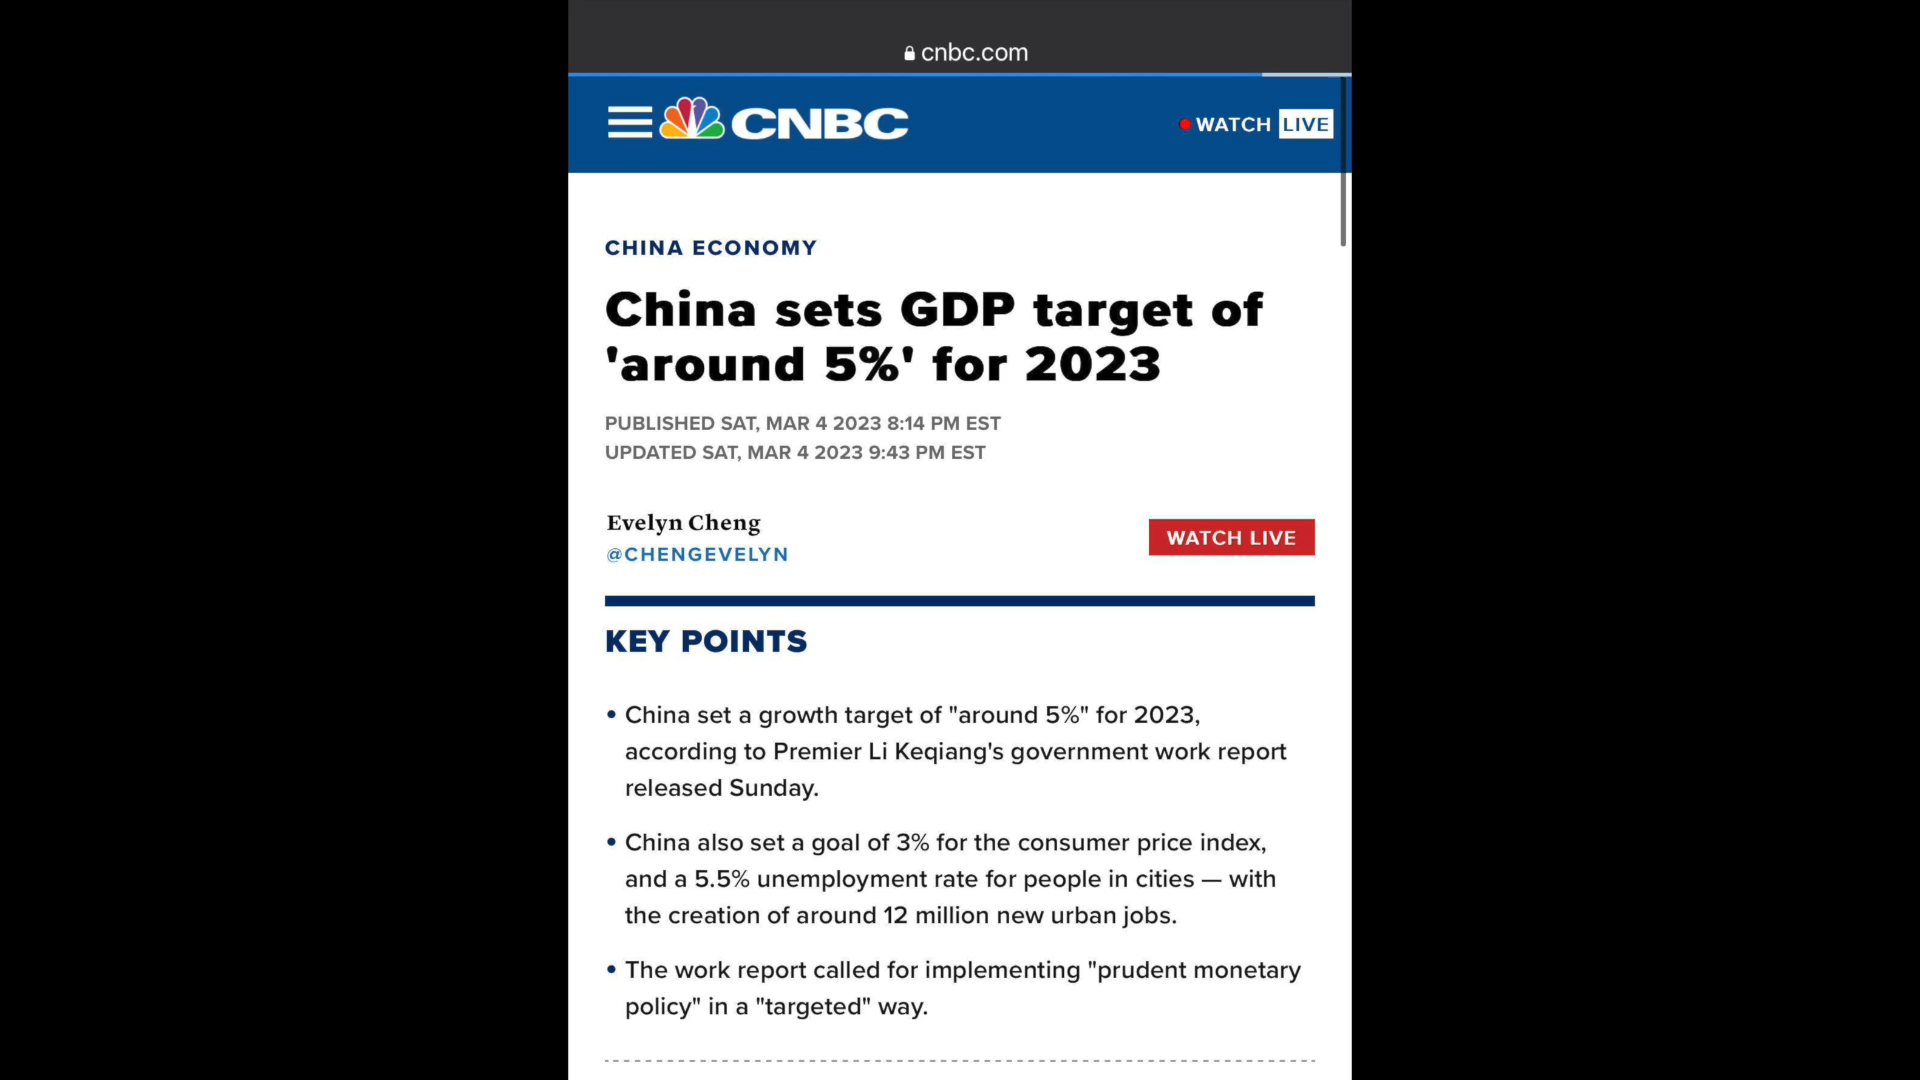 cnbc.com
CNBC
WATCH LIVE
CHINA ECONOMY
China sets GDP target of
'around 5%' for 2023
PUBLISHED SAT, MAR 4 2023 8:14 PM EST
UPDATED SAT, MAR 4 2023 9:43 PM EST
Evelyn Cheng
@CHENGEVELYN
WATCH LIVE
KEY POINTS
• China set a growth target of "around 5%" for 2023,
according to Premier Li Keqiang's government work report
released Sunday.
• China also set a goal of 3% for the consumer price index,
and a 5.5% unemployment rate for people in cities — with
the creation of around 12 million new urban jobs.
• The work report called for implementing "prudent monetary
policy" in a "targeted" way.